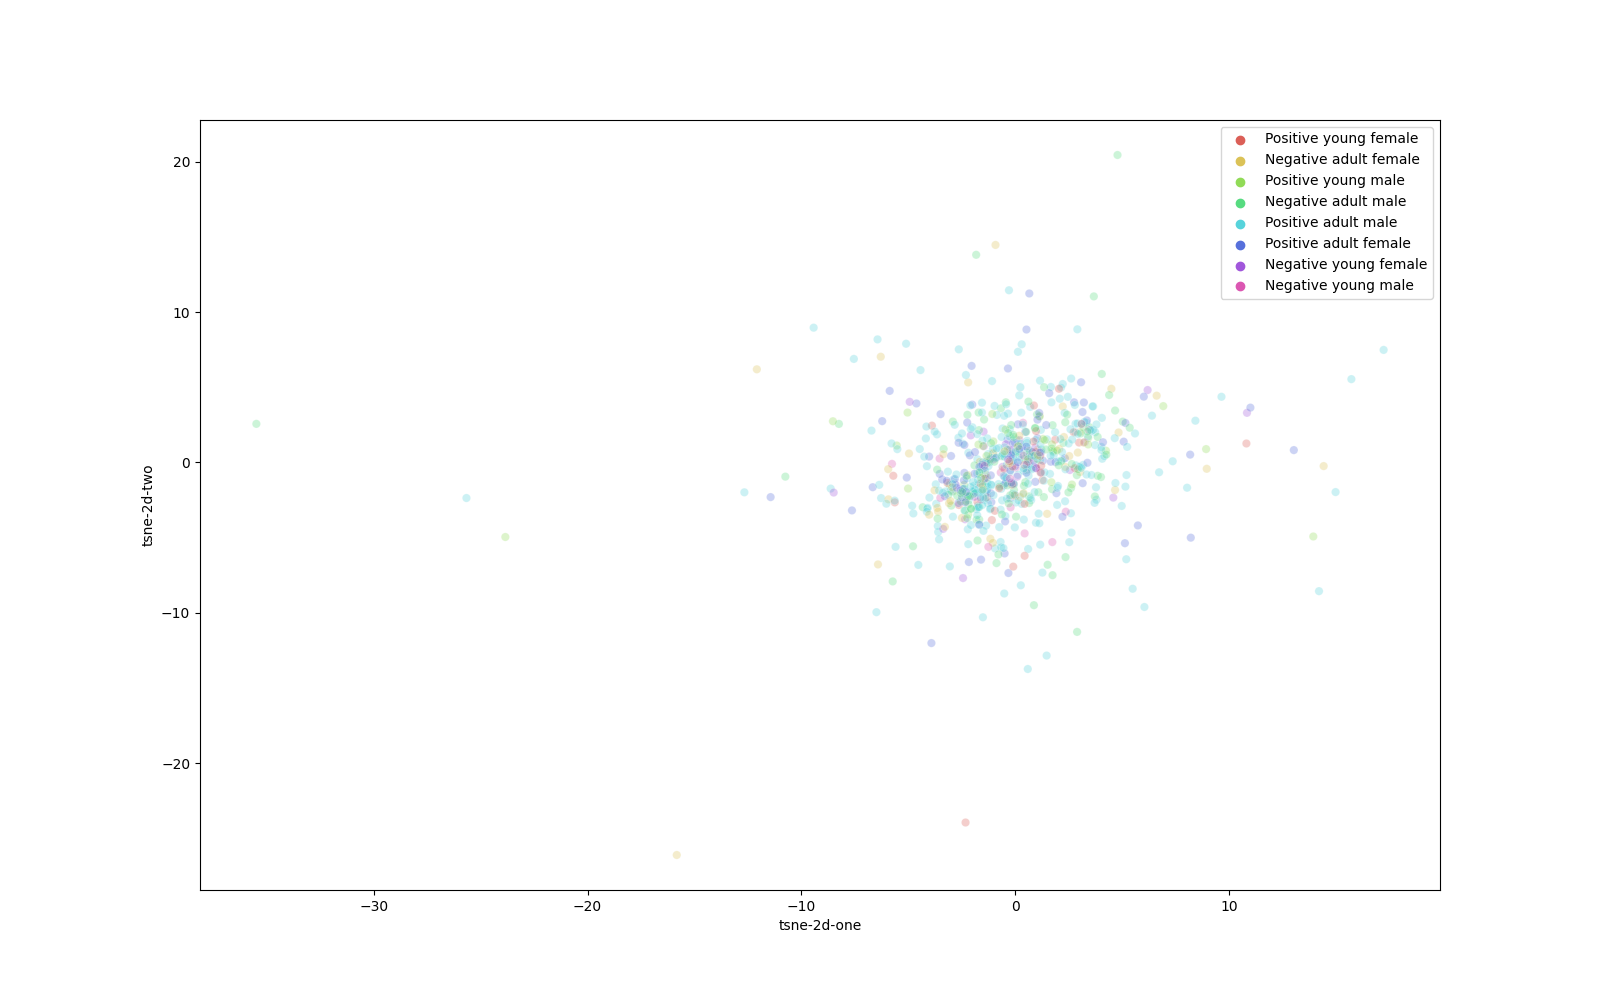 Positive young female
Negative adult female
Positive young male
Negative adult male
Positive adult male
Positive adult female
Negative young female
Negative young male
20
10
0
−10
−20
tsne-2d-two
−30
−20
−10
0
10
tsne-2d-one